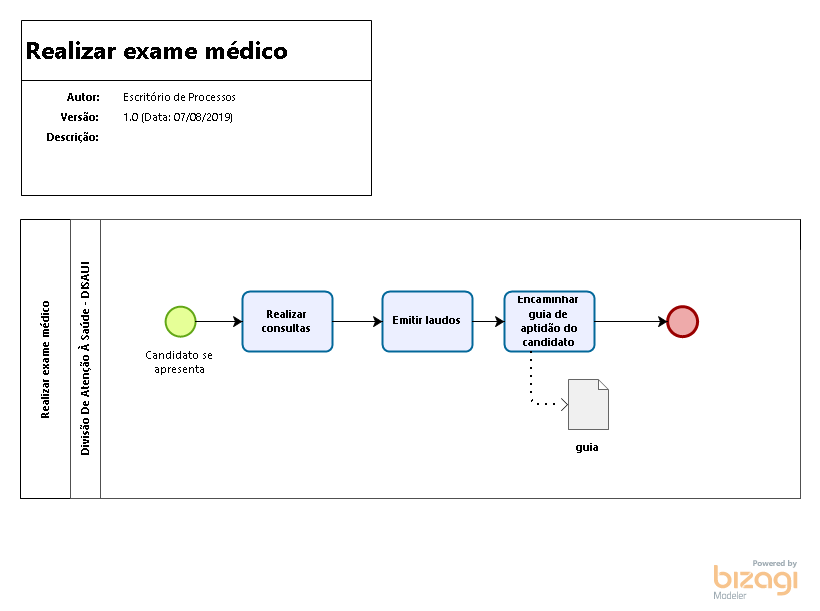 Realizar exame médico
Autor: Escritório de Processos
Versão: 1.0 (Data: 07/08/2019)
Descrição:
Realizar exame médico
Divisão De Atenção À Saúde - DISAUI
Candidato se
apresenta
Realizar
consultas
Emitir laudos
Encaminhar
guia de
aptidão do
candidato
guia
Powered by
bizagi
Modeler